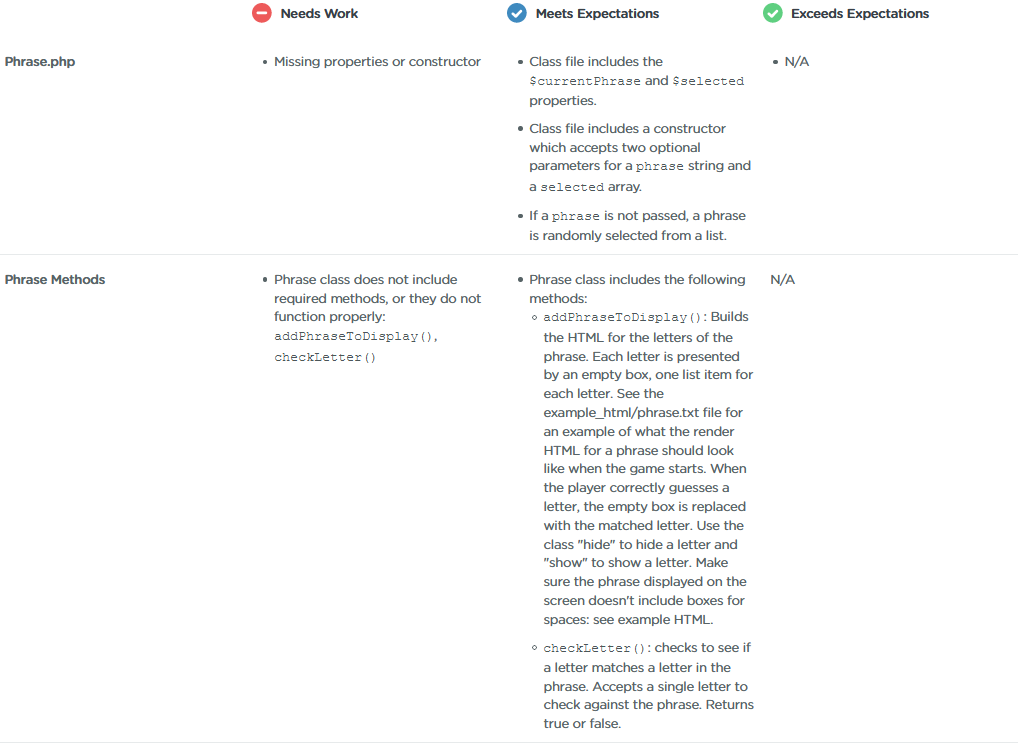 Needs Work
Meets Expectations
Exceeds Expectations
Phrase.php
• Missing properties or constructor
• Class file includes the
$currentPhrase and $selected
properties.
• Class file includes a constructor
which accepts two optional
parameters for a phrase string and
a selected array.
• If a phrase is not passed, a phrase
is randomly selected from a list.
• N/A
Phrase Methods
• Phrase class does not include
required methods, or they do not
function properly:
addPhraseToDisplay(),
checkLetter()
• Phrase class includes the following
methods:
◦ addPhraseToDisplay(): Builds
the HTML for the letters of the
phrase. Each letter is presented
by an empty box, one list item for
each letter. See the
example_html/phrase.txt file for
an example of what the render
HTML for a phrase should look
like when the game starts. When
the player correctly guesses a
letter, the empty box is replaced
with the matched letter. Use the
class "hide" to hide a letter and
"show" to show a letter. Make
sure the phrase displayed on the
screen doesn't include boxes for
spaces: see example HTML.
◦ checkLetter(): checks to see if
a letter matches a letter in the
phrase. Accepts a single letter to
check against the phrase. Returns
true or false.
N/A